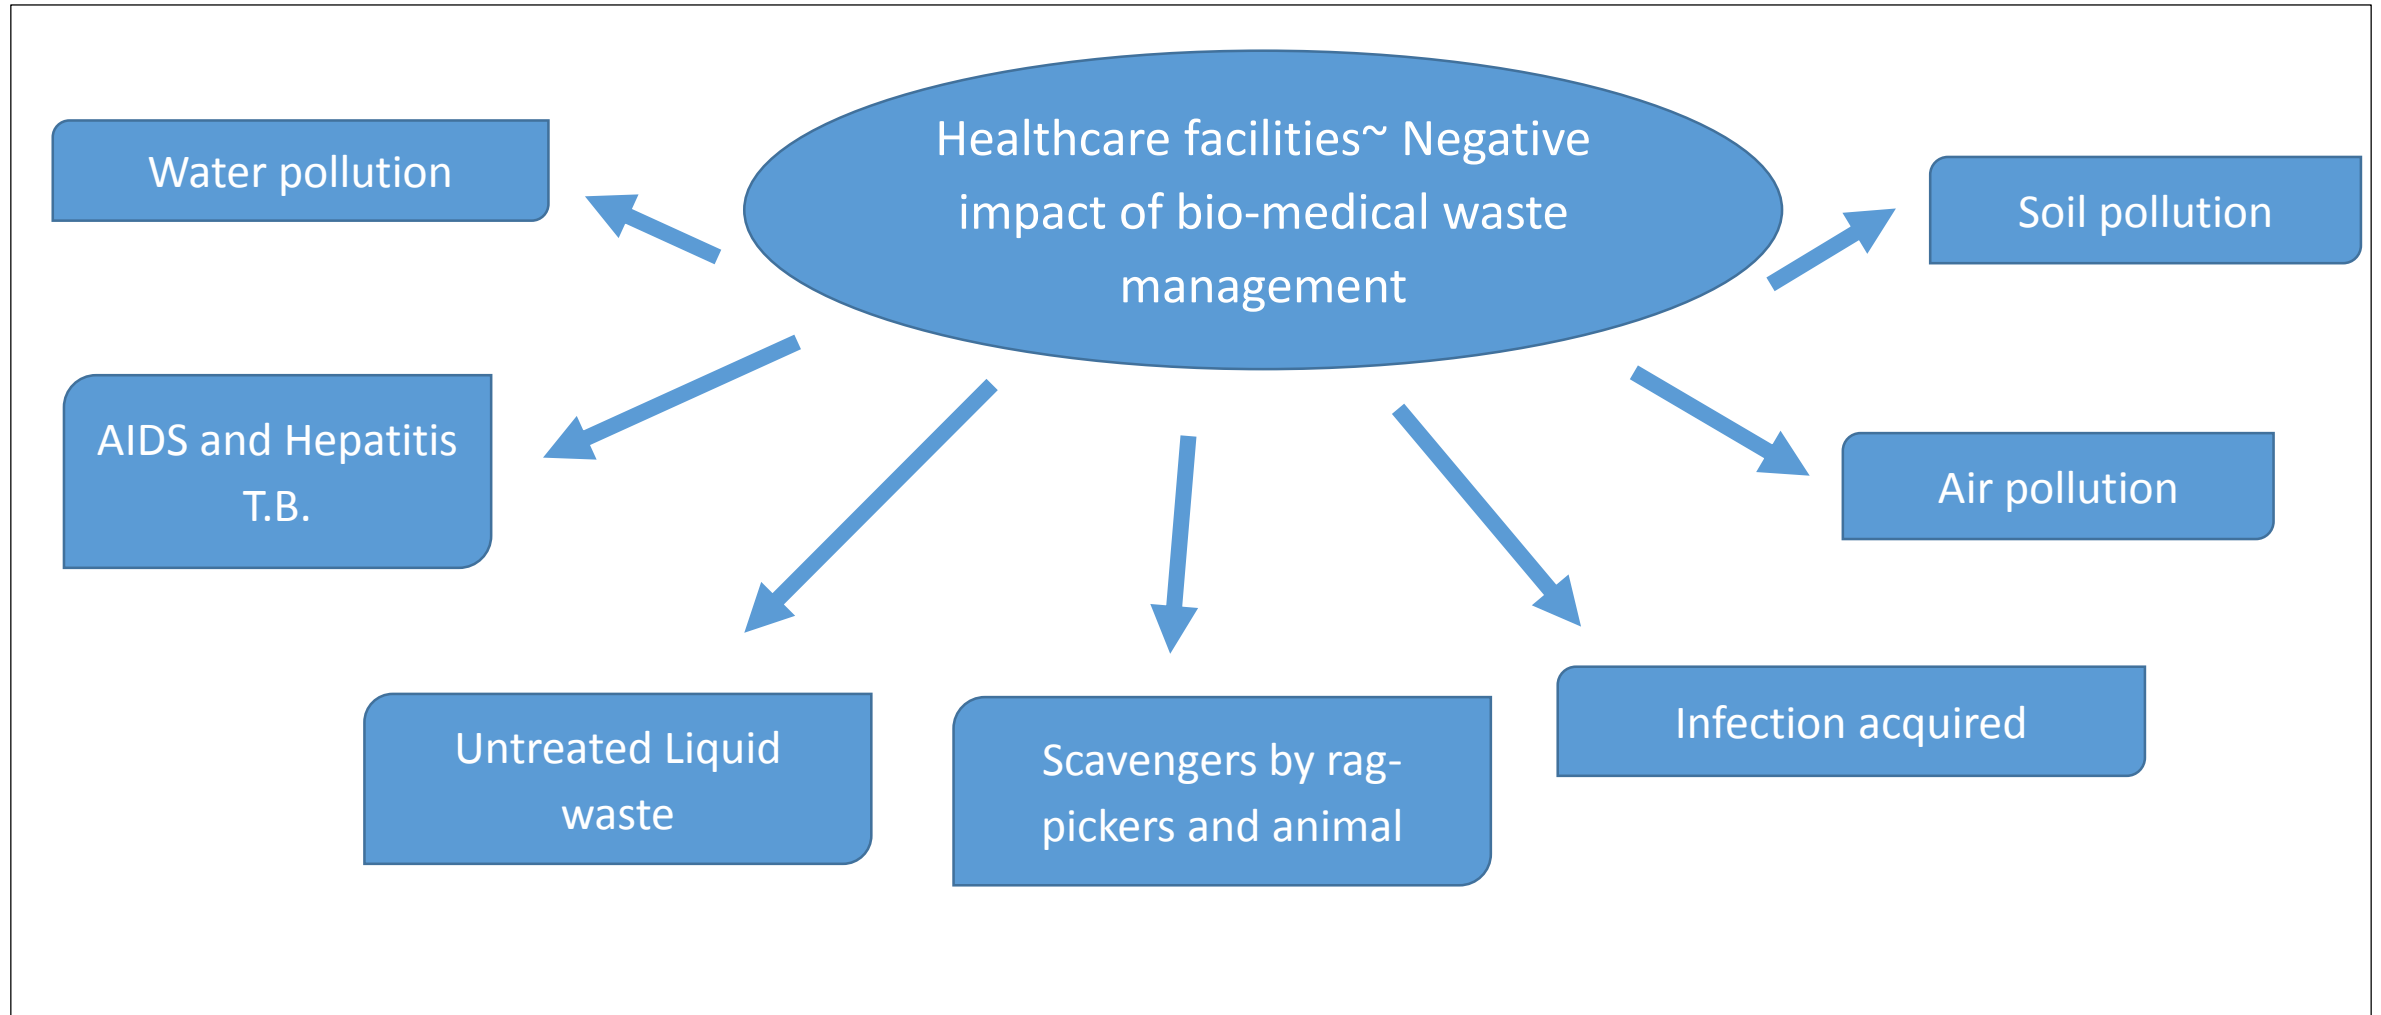 Healthcare facilities~ Negative
impact of bio-medical waste
management
Water pollution
Soil pollution
AIDS and Hepatitis
T.B.
Air pollution
Untreated Liquid
waste
Scavengers by rag-
pickers and animal
Infection acquired